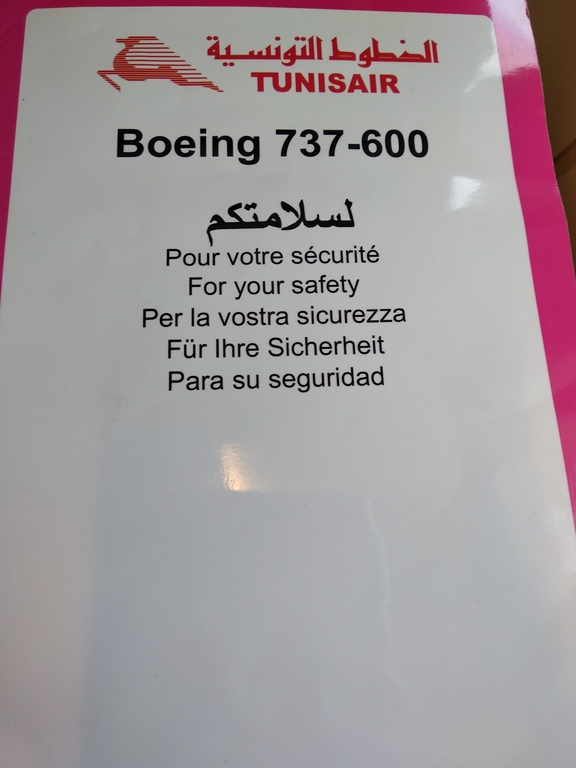 الخطوط التونسية
TUNISAIR
Boeing 737-600
لسلامتكم
Pour votre sécurité
For your safety
Per la vostra sicurezza
Für Ihre Sicherheit
Para su seguridad